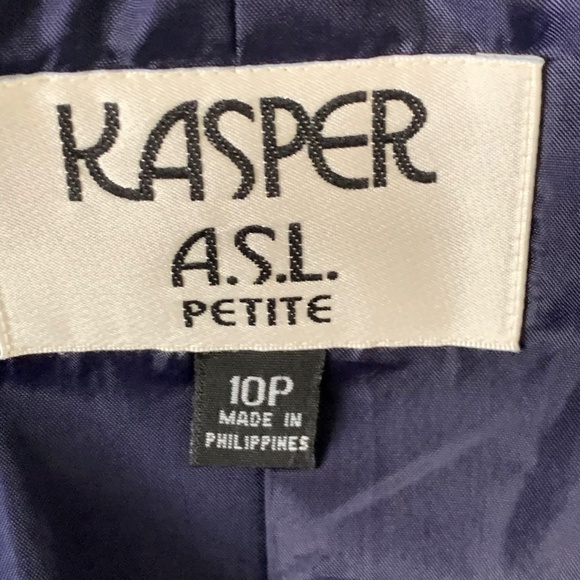 KASPER
A.S.L.
PETITE
10P
MADE IN
PHILIPPINES